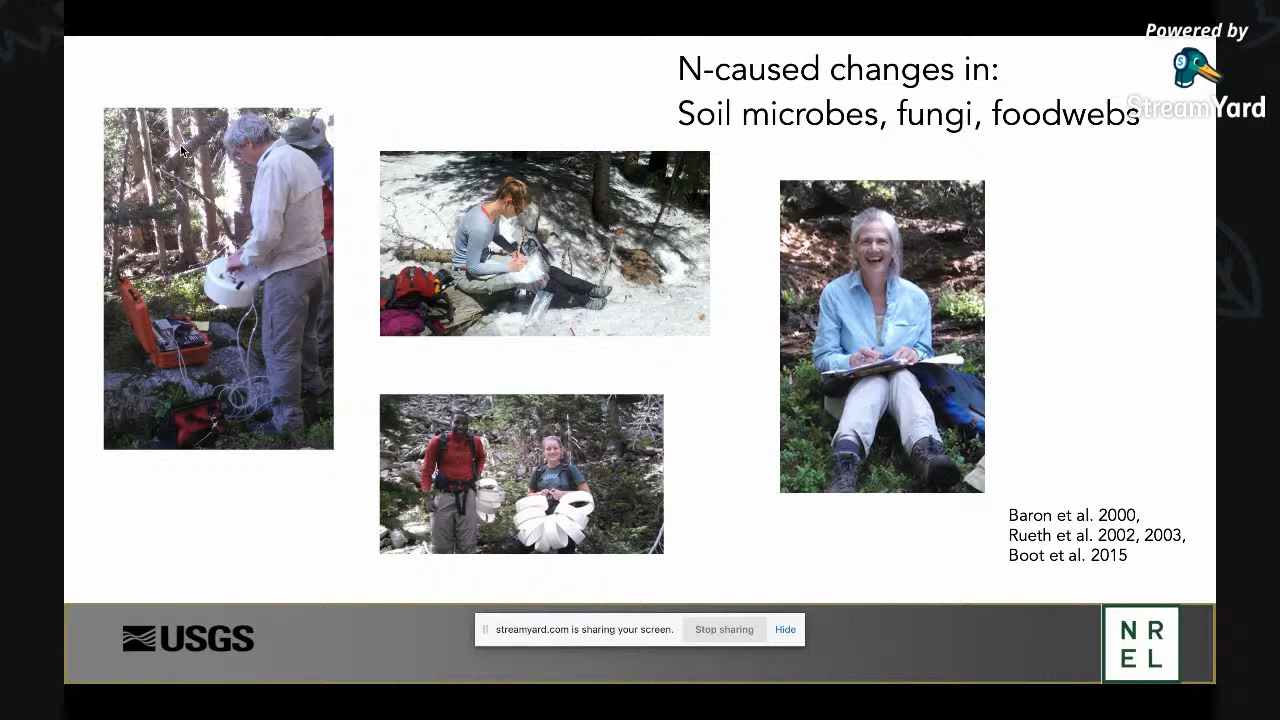 Powered by
StreamYard
N-caused changes in:
Soil microbes, fungi, foodwebs
Baron et al. 2000,
Rueth et al. 2002, 2003,
Boot et al. 2015
USGS
streamyard.com is sharing your screen.
Stop sharing
Hide
N R
E L